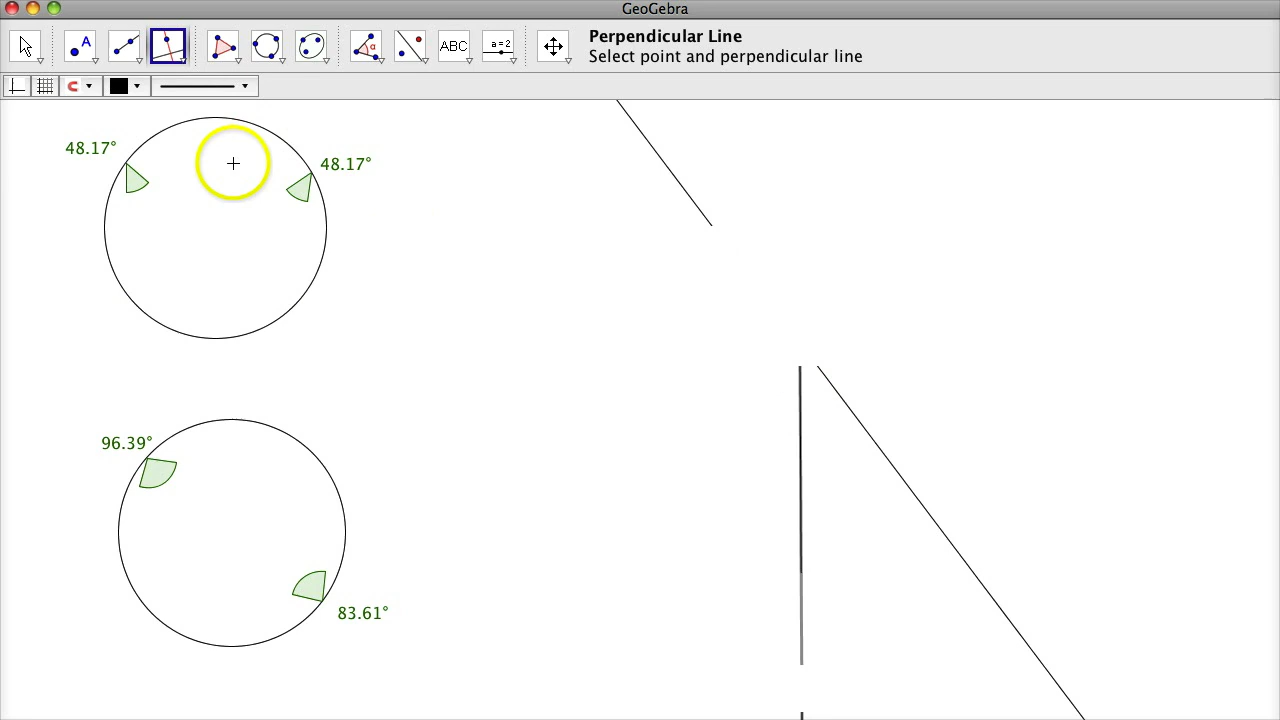 GeoGebra
A
α
ABC
a=2
Perpendicular Line
Select point and perpendicular line
48.17°
48.17°
96.39°
83.61°